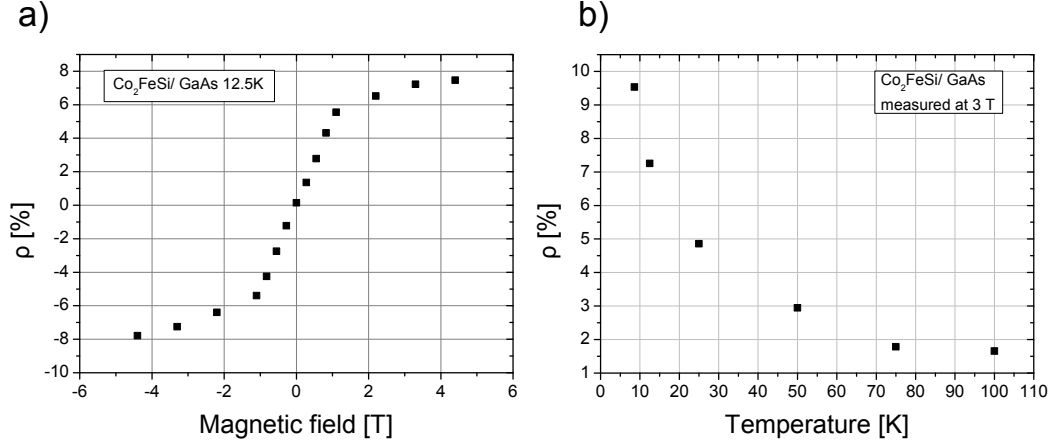 a)
Co₂FeSi/ GaAs 12.5K
8
6
4
2
0
-2
-4
-6
-8
-10
-6 -4 -2 0 2 4 6
ρ [%]
Magnetic field [T]
b)
Co₂FeSi/ GaAs
measured at 3 T
10
9
8
7
6
5
4
3
2
1
0 10 20 30 40 50 60 70 80 90 100 110
ρ [%]
Temperature [K]